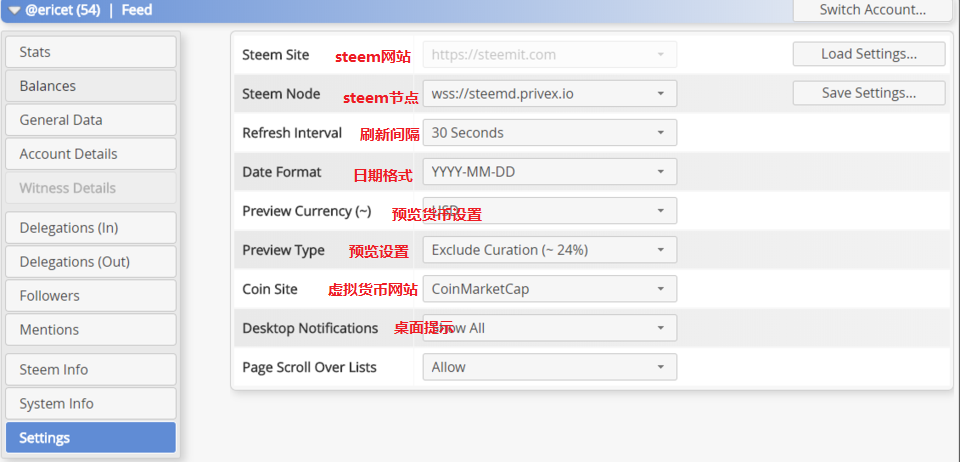 @ericet (54) | Feed
Switch Account...
Stats
Balances
General Data
Account Details
Witness Details
Delegations (In)
Delegations (Out)
Followers
Mentions
Steem Info
System Info
Settings
Steem Site steem网站 https://steemit.com Load Settings...
Steem Node steem节点 wss://steemd.privex.io Save Settings...
Refresh Interval 刷新间隔 30 Seconds
Date Format 日期格式 YYYY-MM-DD
Preview Currency (~) 预览货币设置 USD
Preview Type 预览设置 Exclude Curation (~ 24%)
Coin Site 虚拟货币网站 CoinMarketCap
Desktop Notifications 桌面提示 Show All
Page Scroll Over Lists Allow